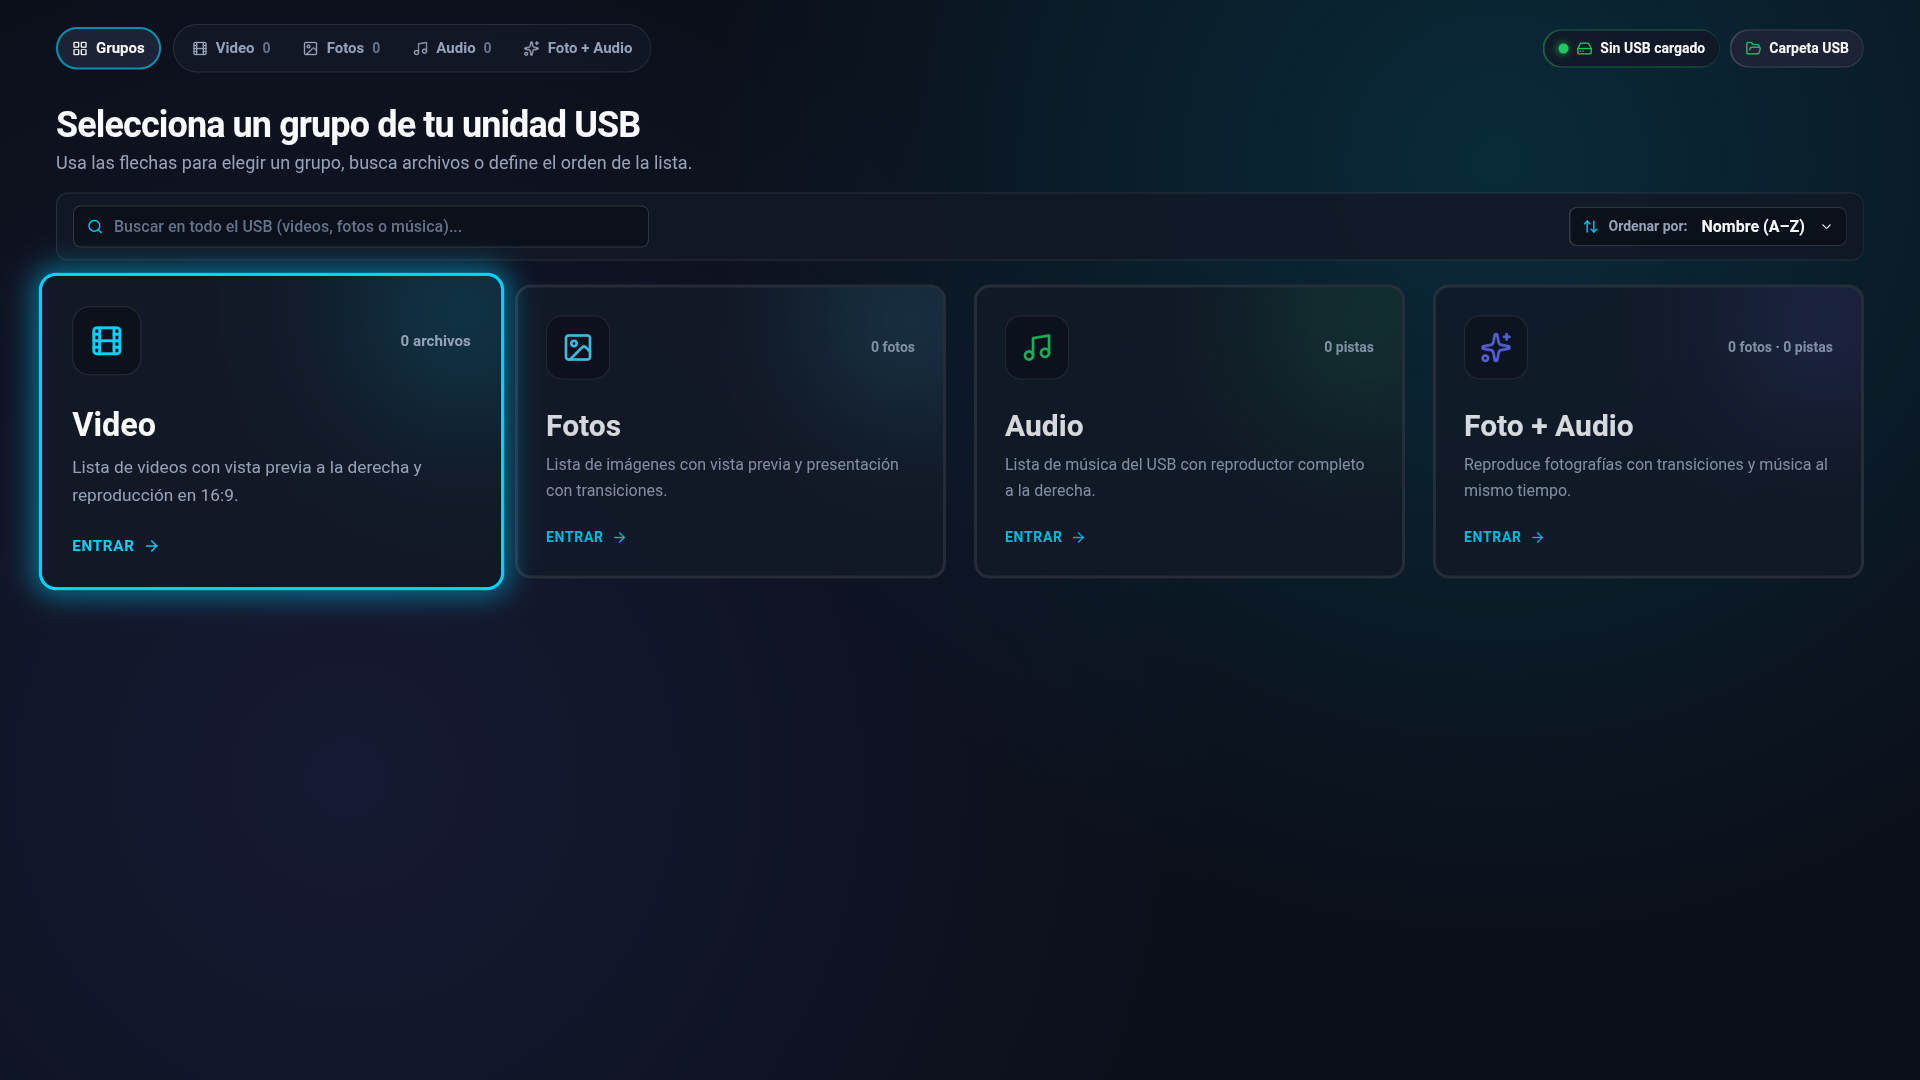 Grupos
Video 0
Fotos 0
Audio 0
Foto + Audio
Sin USB cargado
Carpeta USB
Selecciona un grupo de tu unidad USB
Usa las flechas para elegir un grupo, busca archivos o define el orden de la lista.
Buscar en todo el USB (videos, fotos o música)...
Ordenar por: Nombre (A–Z)
0 archivos
Video
Lista de videos con vista previa a la derecha y
reproducción en 16:9.
ENTRAR
0 fotos
Fotos
Lista de imágenes con vista previa y presentación
con transiciones.
ENTRAR
0 pistas
Audio
Lista de música del USB con reproductor completo
a la derecha.
ENTRAR
0 fotos · 0 pistas
Foto + Audio
Reproduce fotografías con transiciones y música al
mismo tiempo.
ENTRAR